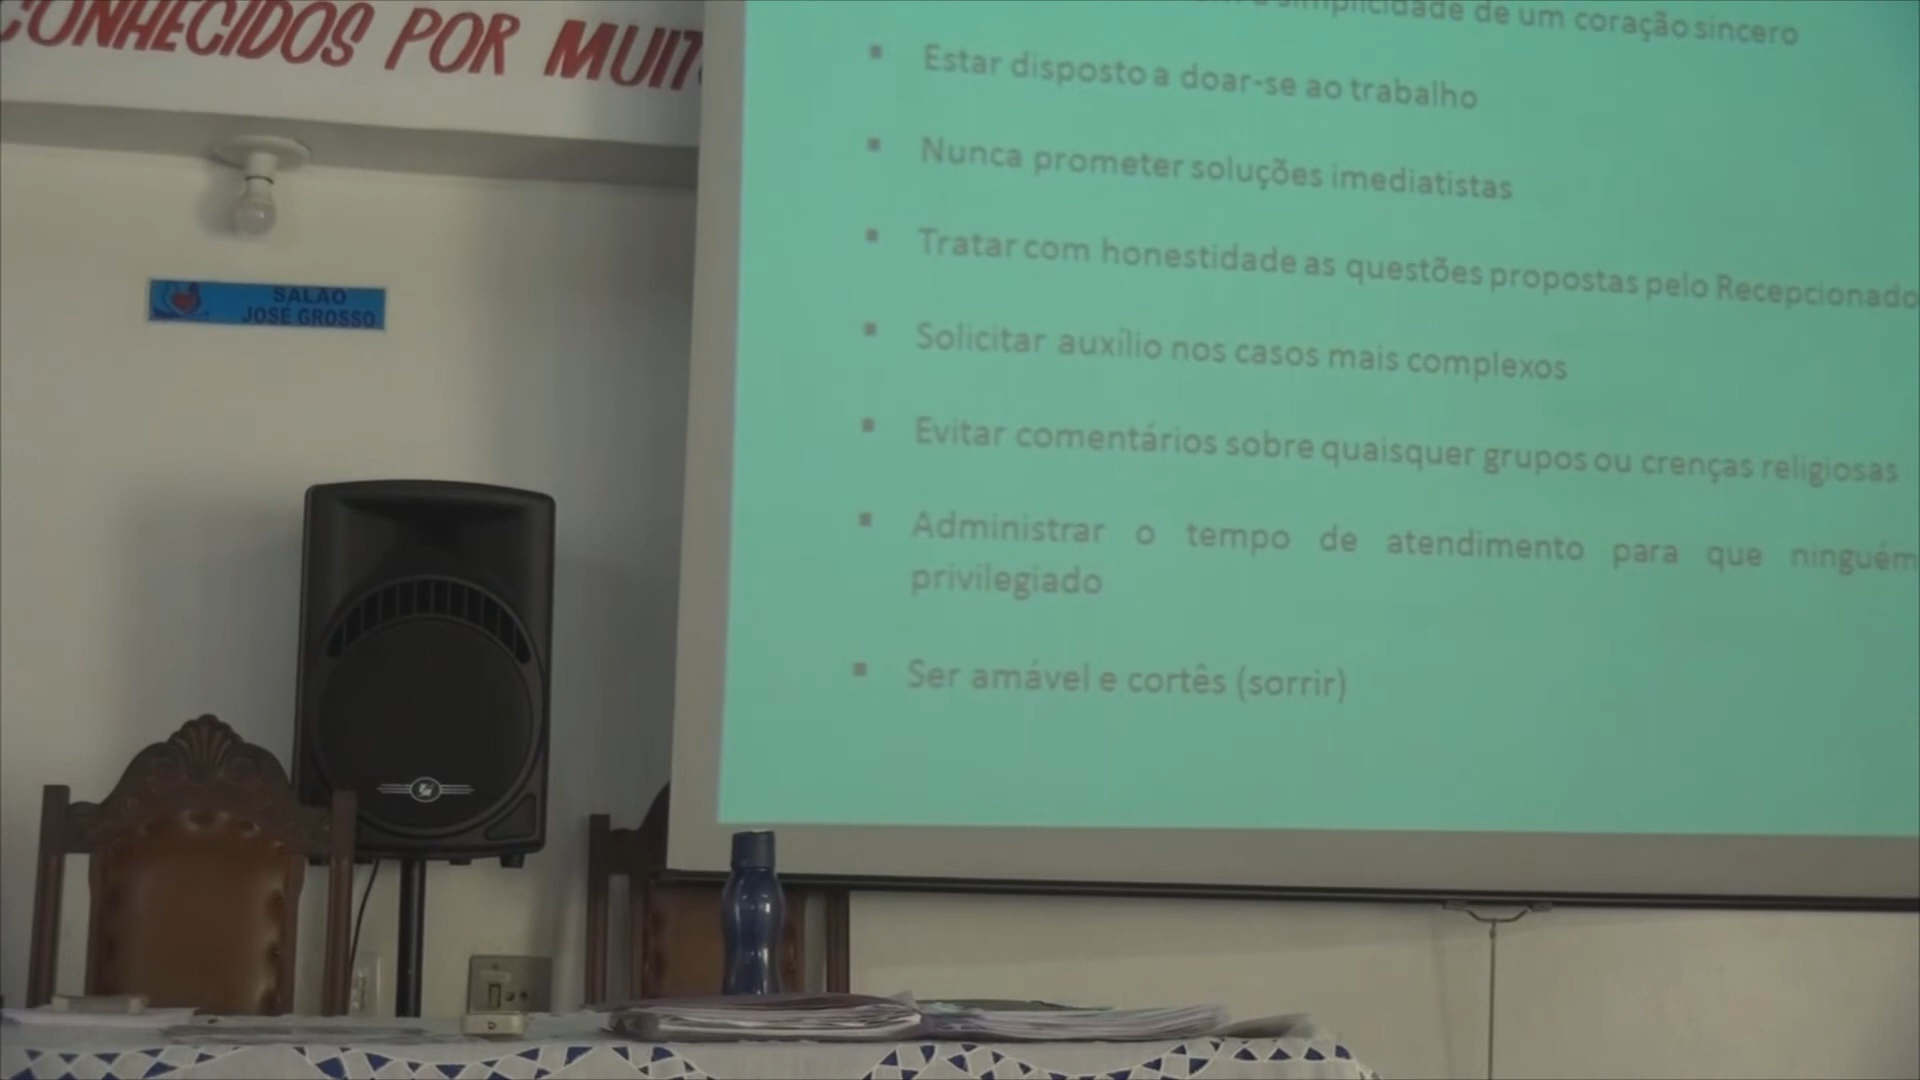 CONHECIDOS POR MUIT
SALÃO
JOSÉ GROSSO
simplicidade de um coração sincero
Estar disposto a doar-se ao trabalho
Nunca prometer soluções imediatistas
Tratar com honestidade as questões propostas pelo Recepcionado
Solicitar auxílio nos casos mais complexos
Evitar comentários sobre quaisquer grupos ou crenças religiosas
Administrar o tempo de atendimento para que ninguém
privilegiado
Ser amável e cortês (sorrir)